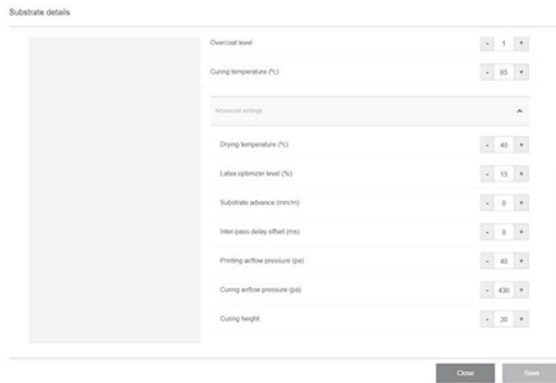 Substrate details
Overcoat level - 1 +
Curing temperature (°c) - 85 +
Advanced settings
Drying temperature (°c) - 40 +
Latex optimizer level (%) - 15 +
Substrate advance (mm/m) - 0 +
Inter-pass delay offset (ms) - 0 +
Printing airflow pressure (pa) - 40 +
Curing airflow pressure (pa) - 430 +
Curing height - 30 +
Close Save